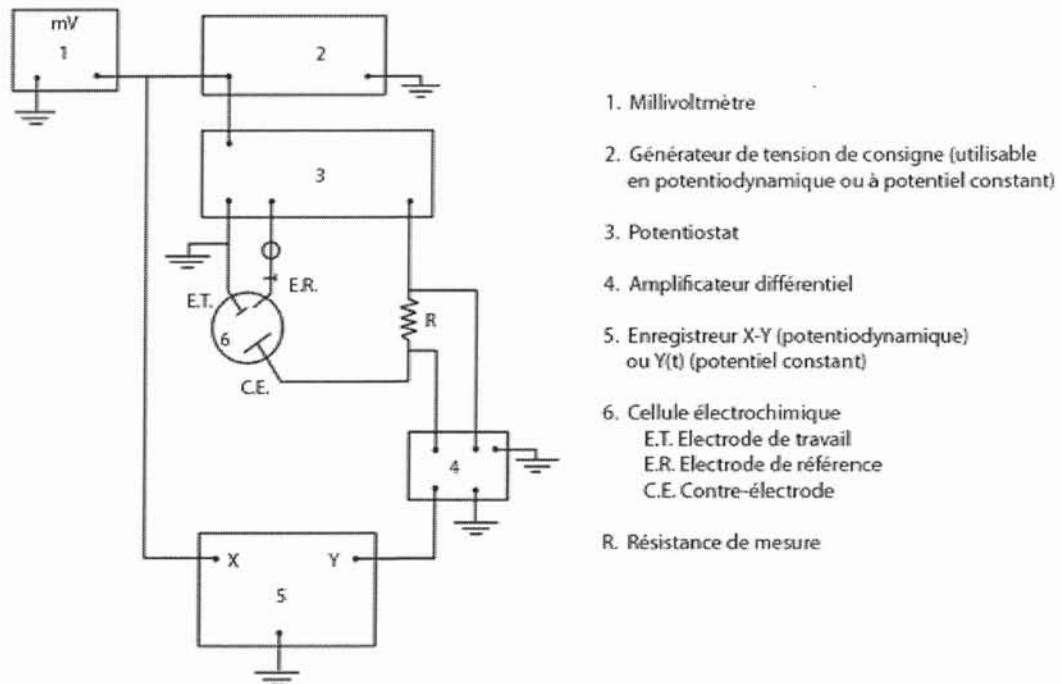 mV
1
2
3
E.T.
E.R.
6
R
C.E.
4
X
Y
5
1. Millivoltmètre
2. Générateur de tension de consigne (utilisable
en potentiodynamique ou à potentiel constant)
3. Potentiostat
4. Amplificateur différentiel
5. Enregistreur X-Y (potentiodynamique)
ou Y(t) (potentiel constant)
6. Cellule électrochimique
E.T. Electrode de travail
E.R. Electrode de référence
C.E. Contre-électrode
R. Résistance de mesure